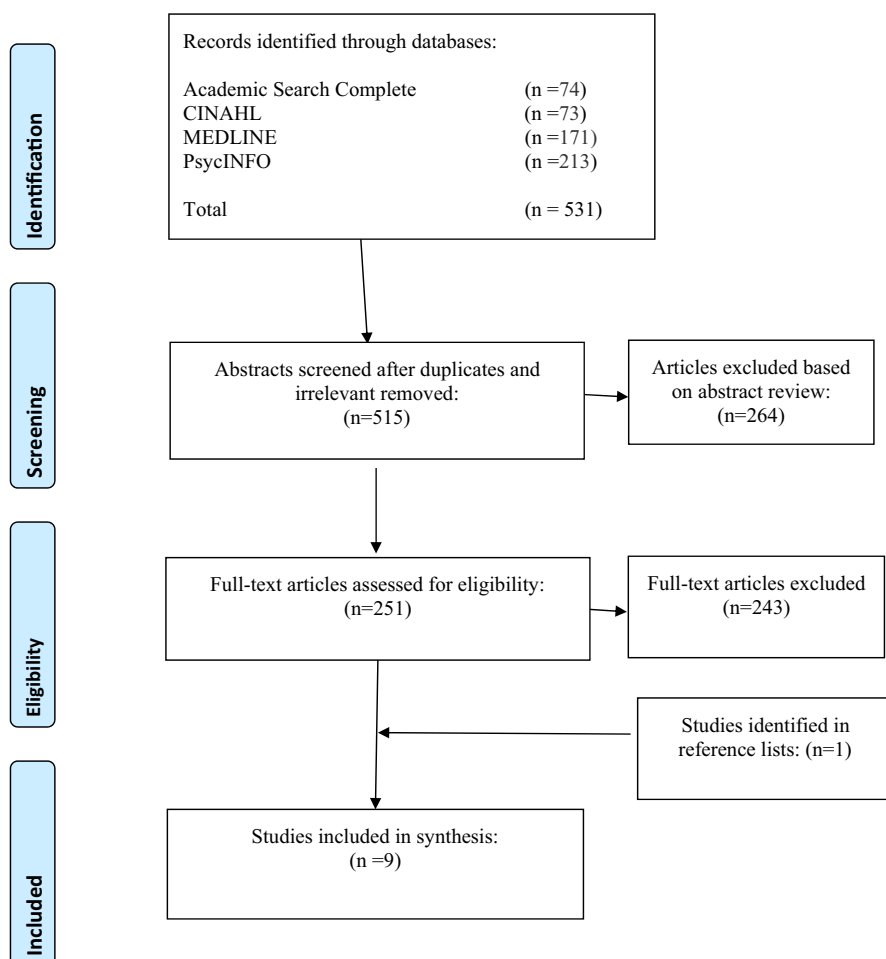 Identification
Records identified through databases:
Academic Search Complete (n =74)
CINAHL (n =73)
MEDLINE (n =171)
PsycINFO (n =213)
Total (n = 531)
Screening
Abstracts screened after duplicates and
irrelevant removed:
(n=515)
Articles excluded based
on abstract review:
(n=264)
Eligibility
Full-text articles assessed for eligibility:
(n=251)
Full-text articles excluded
(n=243)
Studies identified in
reference lists: (n=1)
Included
Studies included in synthesis:
(n =9)